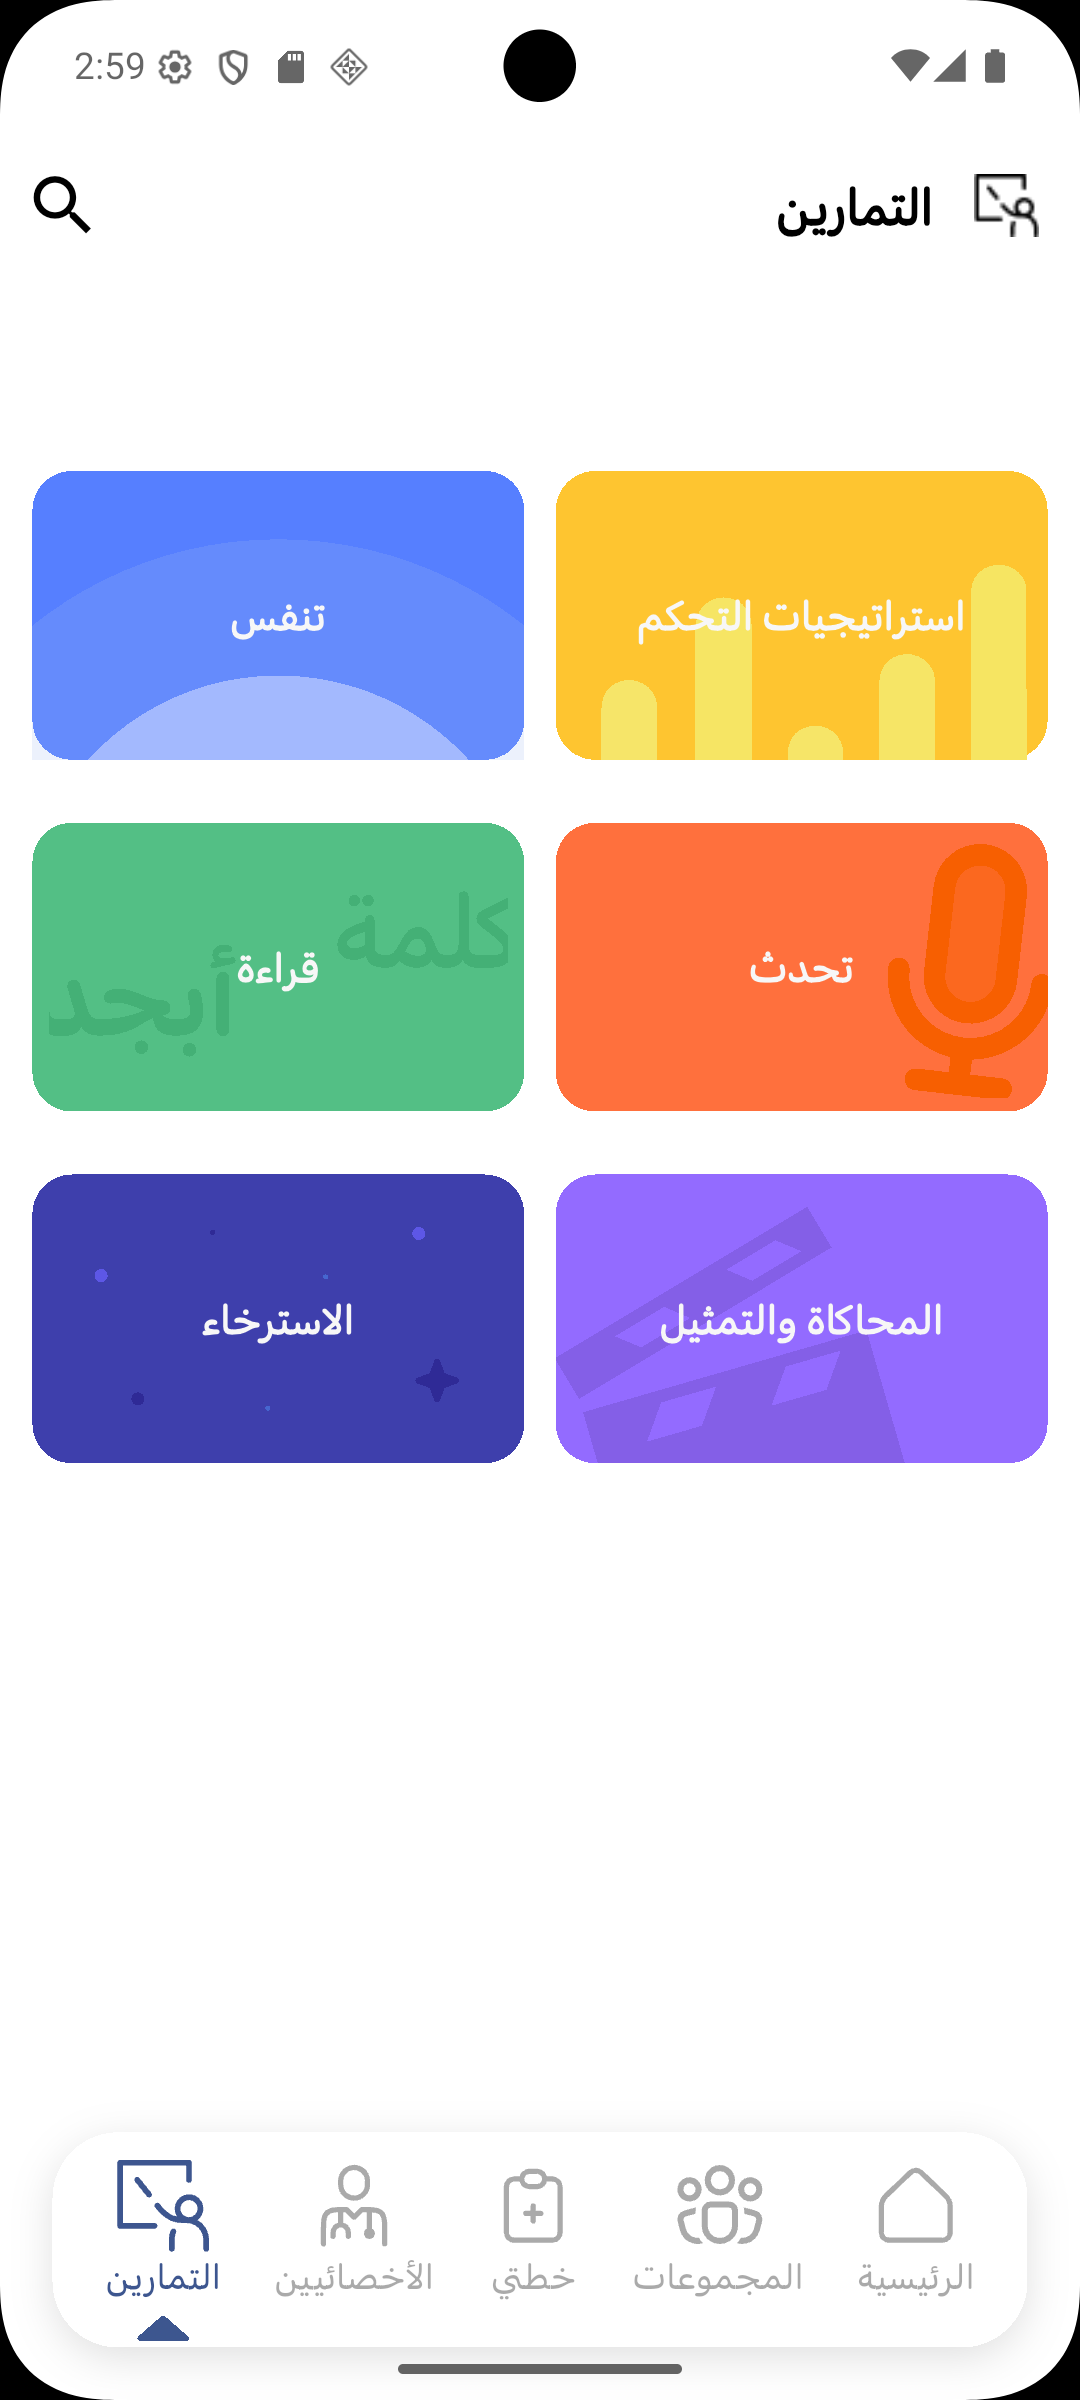 2:59
التمارين
استراتيجيات التحكم
تنفس
تحدث
قراءة
كلمة
أبجد
المحاكاة والتمثيل
الاسترخاء
الرئيسية
المجموعات
خطتي
الأخصائيين
التمارين